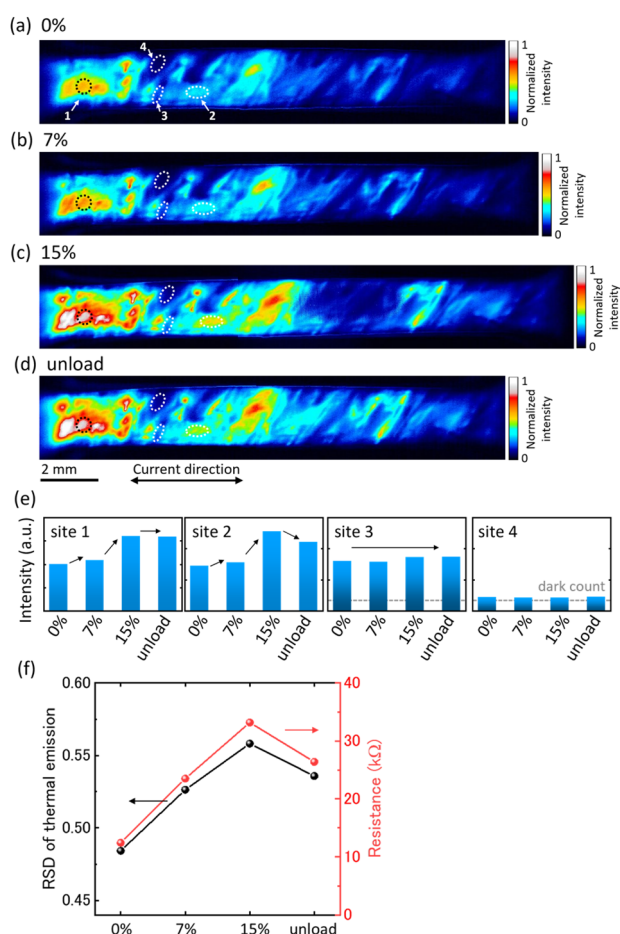 (a) 0%
4
1
3
2
1
0
Normalized
intensity
(b) 7%
1
0
Normalized
intensity
(c) 15%
1
0
Normalized
intensity
(d) unload
1
0
Normalized
intensity
2 mm
Current direction
(e)
Intensity (a.u.)
site 1
site 2
site 3
site 4
dark count
0% 7% 15% unload
0% 7% 15% unload
0% 7% 15% unload
0% 7% 15% unload
(f)
RSD of thermal emission
0.60
0.55
0.50
0.45
40
30
20
10
0
Resistance (kΩ)
0% 7% 15% unload